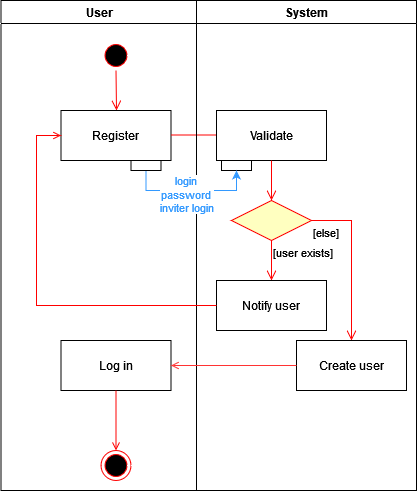 User
System
Register
Validate
login
password
inviter login
[else]
[user exists]
Notify user
Log in
Create user